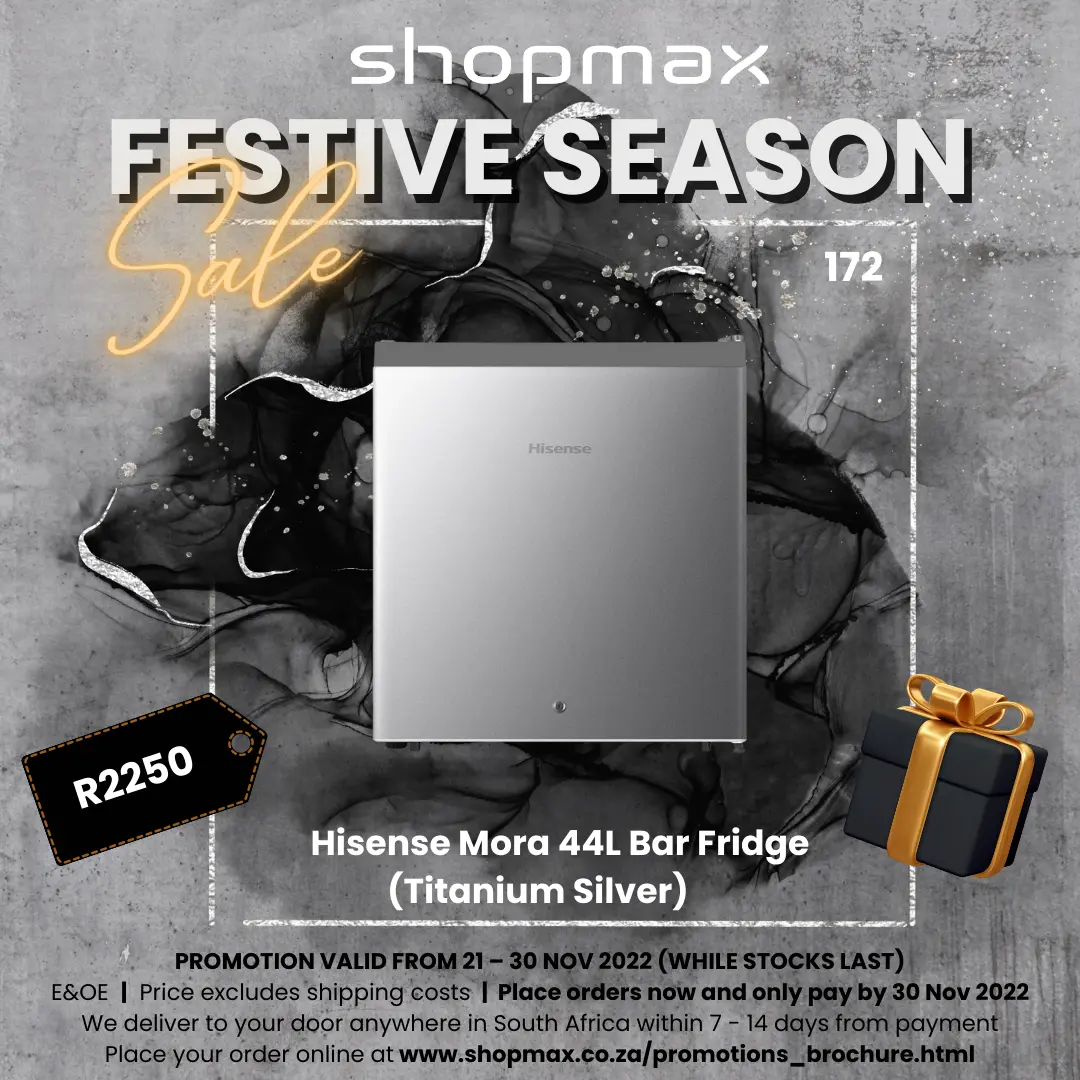 shopmax
FESTIVE SEASON
Sale
172
Hisense
R2250
Hisense Mora 44L Bar Fridge
(Titanium Silver)
PROMOTION VALID FROM 21 – 30 NOV 2022 (WHILE STOCKS LAST)
E&OE | Price excludes shipping costs | Place orders now and only pay by 30 Nov 2022
We deliver to your door anywhere in South Africa within 7 - 14 days from payment
Place your order online at www.shopmax.co.za/promotions_brochure.html